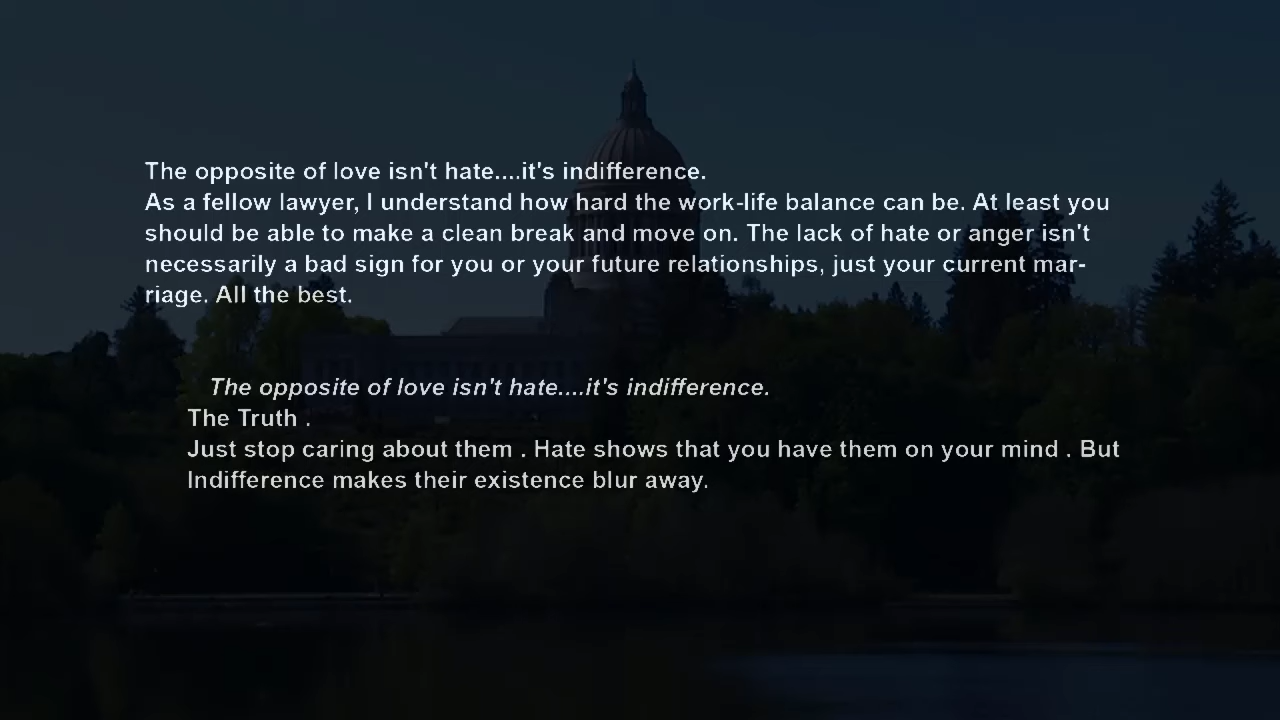 The opposite of love isn't hate....it's indifference.
As a fellow lawyer, I understand how hard the work-life balance can be. At least you
should be able to make a clean break and move on. The lack of hate or anger isn't
necessarily a bad sign for you or your future relationships, just your current mar-
riage. All the best.
The opposite of love isn't hate....it's indifference.
The Truth .
Just stop caring about them . Hate shows that you have them on your mind . But
Indifference makes their existence blur away.